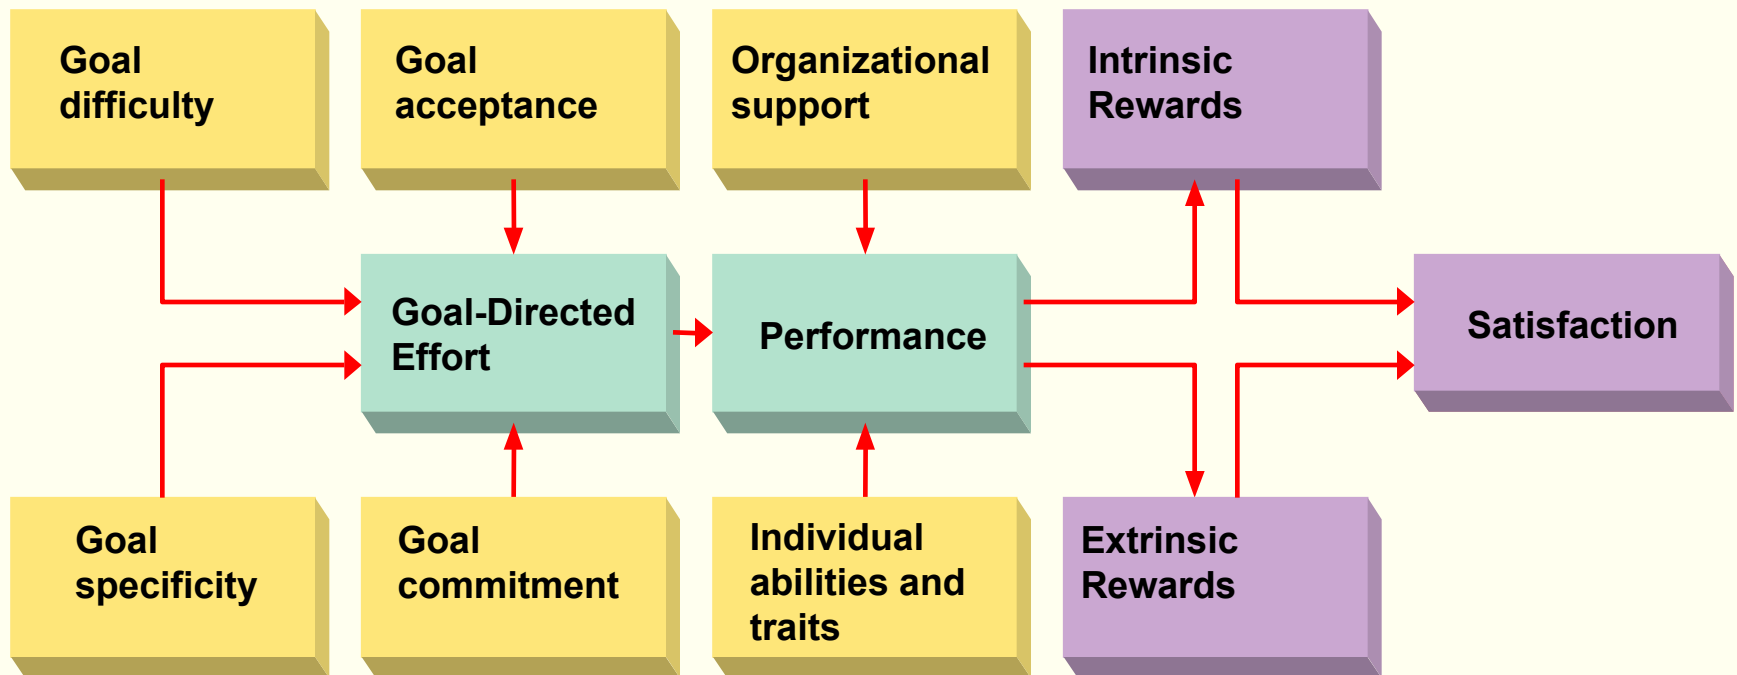 Goal
difficulty
Goal
acceptance
Organizational
support
Intrinsic
Rewards
Goal-Directed
Effort
Performance
Satisfaction
Goal
specificity
Goal
commitment
Individual
abilities and
traits
Extrinsic
Rewards